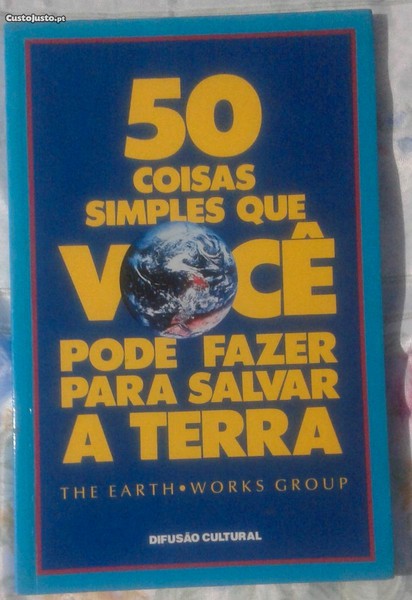 CustoJusto.pt
50
COISAS
SIMPLES QUE
VOCÊ
PODE FAZER
PARA SALVAR
A TERRA
THE EARTH•WORKS GROUP
DIFUSÃO CULTURAL